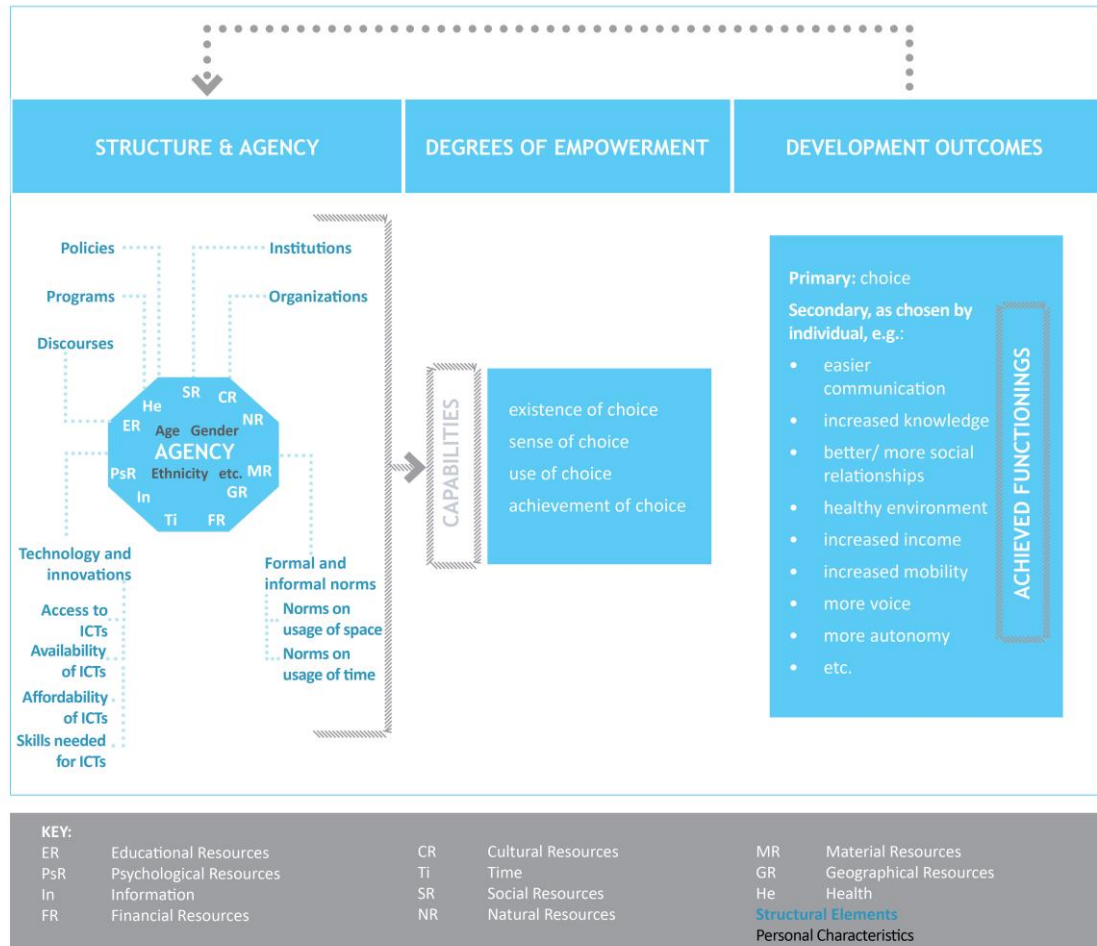 STRUCTURE & AGENCY
DEGREES OF EMPOWERMENT
DEVELOPMENT OUTCOMES
Policies
Institutions
Programs
Organizations
Discourses
SR
CR
He
NR
ER
Age Gender
AGENCY
PsR
Ethnicity etc.
MR
In
GR
Ti
FR
Technology and
innovations
Access to
ICTs
Availability
of ICTs
Affordability
of ICTs
Skills needed
for ICTs
Formal and
informal norms
Norms on
usage of space
Norms on
usage of time
CAPABILITIES
existence of choice
sense of choice
use of choice
achievement of choice
Primary: choice
Secondary, as chosen by
individual, e.g.:
• easier
communication
• increased knowledge
• better/ more social
relationships
• healthy environment
• increased income
• increased mobility
• more voice
• more autonomy
• etc.
ACHIEVED FUNCTIONINGS
KEY:
ER Educational Resources
PsR Psychological Resources
In Information
FR Financial Resources
CR Cultural Resources
Ti Time
SR Social Resources
NR Natural Resources
MR Material Resources
GR Geographical Resources
He Health
Structural Elements
Personal Characteristics